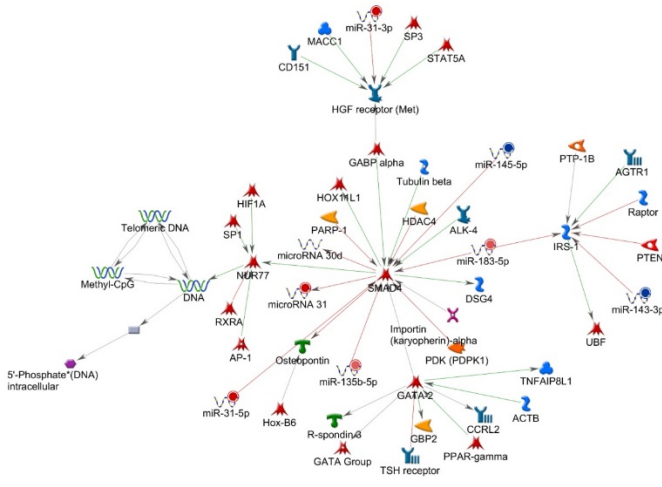 miR-31-3p
MACC1
SP3
CD151
STAT5A
HGF receptor (Met)
GABP alpha
miR-145-5p
PTP-1B
AGTR1
HOX11L1
Tubulin beta
HIF1A
PARP-1
HDAC4
ALK-4
Raptor
Telomeric DNA
SP1
microRNA 30d
miR-183-5p
IRS-1
PTEN
Methyl-CpG
DNA
NUR77
SMAD4
microRNA 31
DSG4
miR-143-3p
RXRA
AP-1
Osteopontin
Importin
(karyopherin)-alpha
UBF
PDK (PDPK1)
5'-Phosphate*(DNA)
intracellular
miR-135b-5p
GATA-2
TNFAIP8L1
miR-31-5p
Hox-B6
R-spondin 3
GBP2
CCRL2
ACTB
GATA Group
TSH receptor
PPAR-gamma